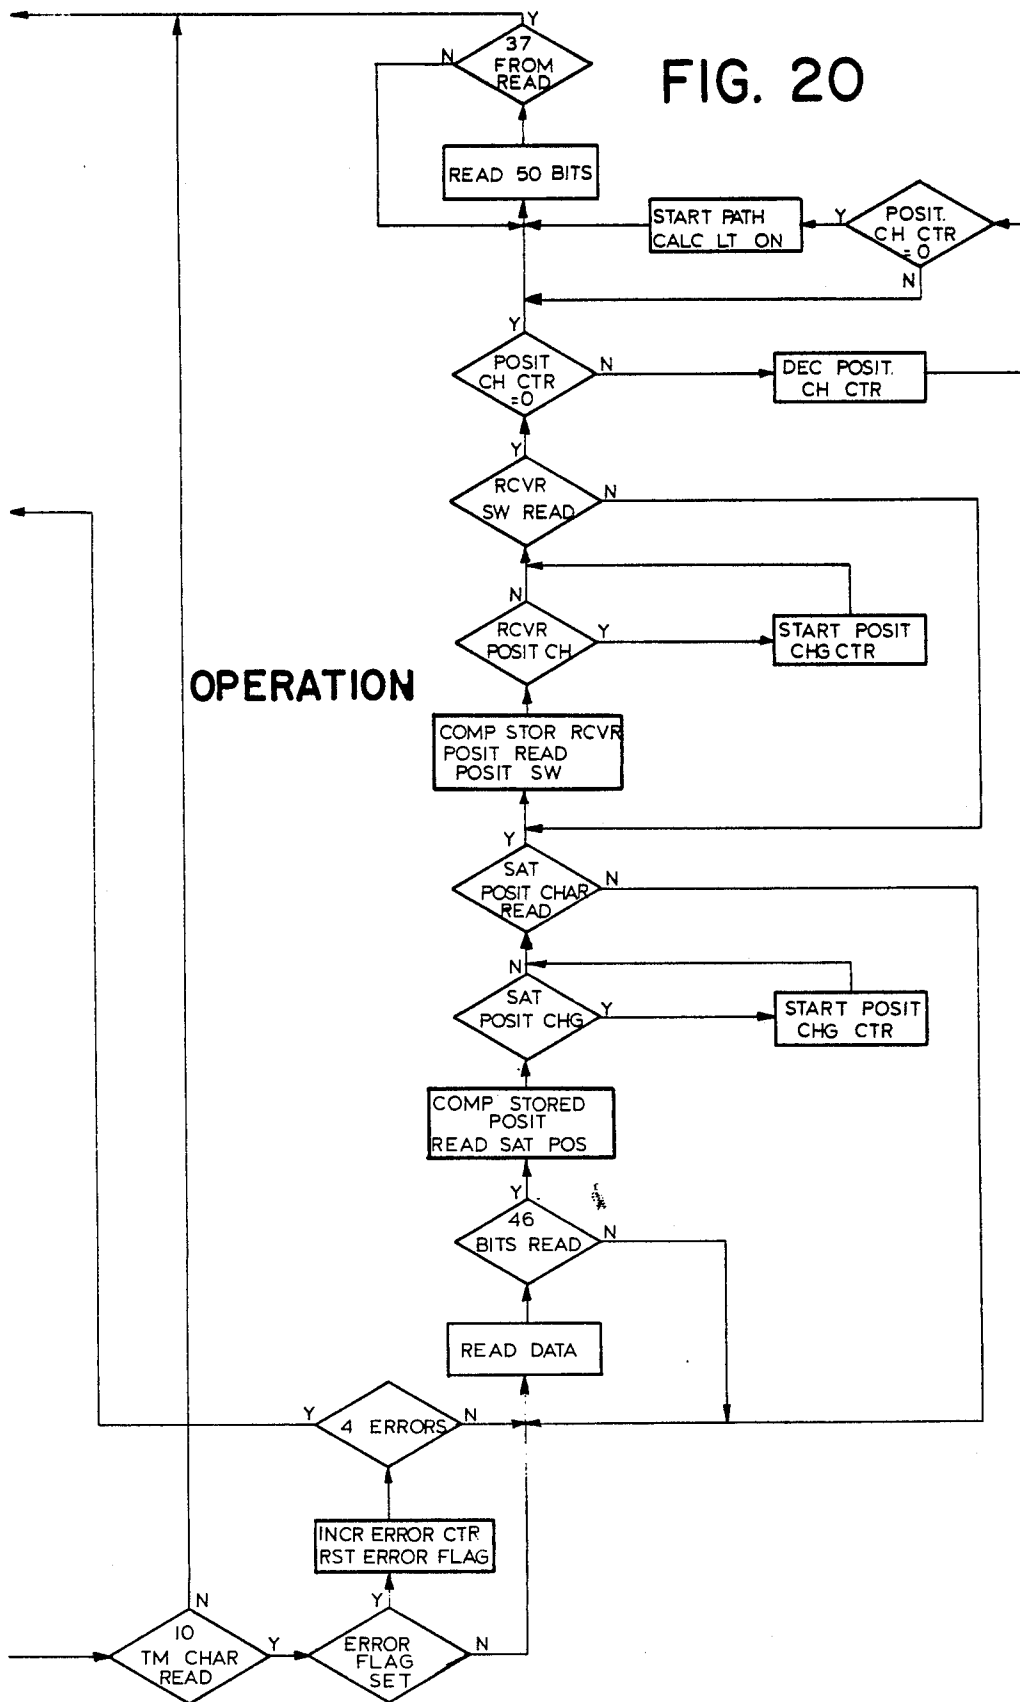 Y
N
37
FROM
READ
FIG. 20
READ 50 BITS
START PATH
CALC LT ON
Y
POSIT.
CH CTR
= 0
N
Y
POSIT
CH CTR
=0
N
DEC POSIT.
CH CTR
Y
RCVR
SW READ
N
N
RCVR
POSIT CH
Y
START POSIT
CHG CTR
OPERATION
COMP STOR RCVR
POSIT READ
POSIT SW
Y
SAT
POSIT CHAR
READ
N
N
SAT
POSIT CHG
Y
START POSIT
CHG CTR
COMP STORED
POSIT
READ SAT POS
Y
46
BITS READ
N
READ DATA
Y
4 ERRORS
N
INCR ERROR CTR
RST ERROR FLAG
N
10
TM CHAR
READ
Y
Y
ERROR
FLAG
SET
N